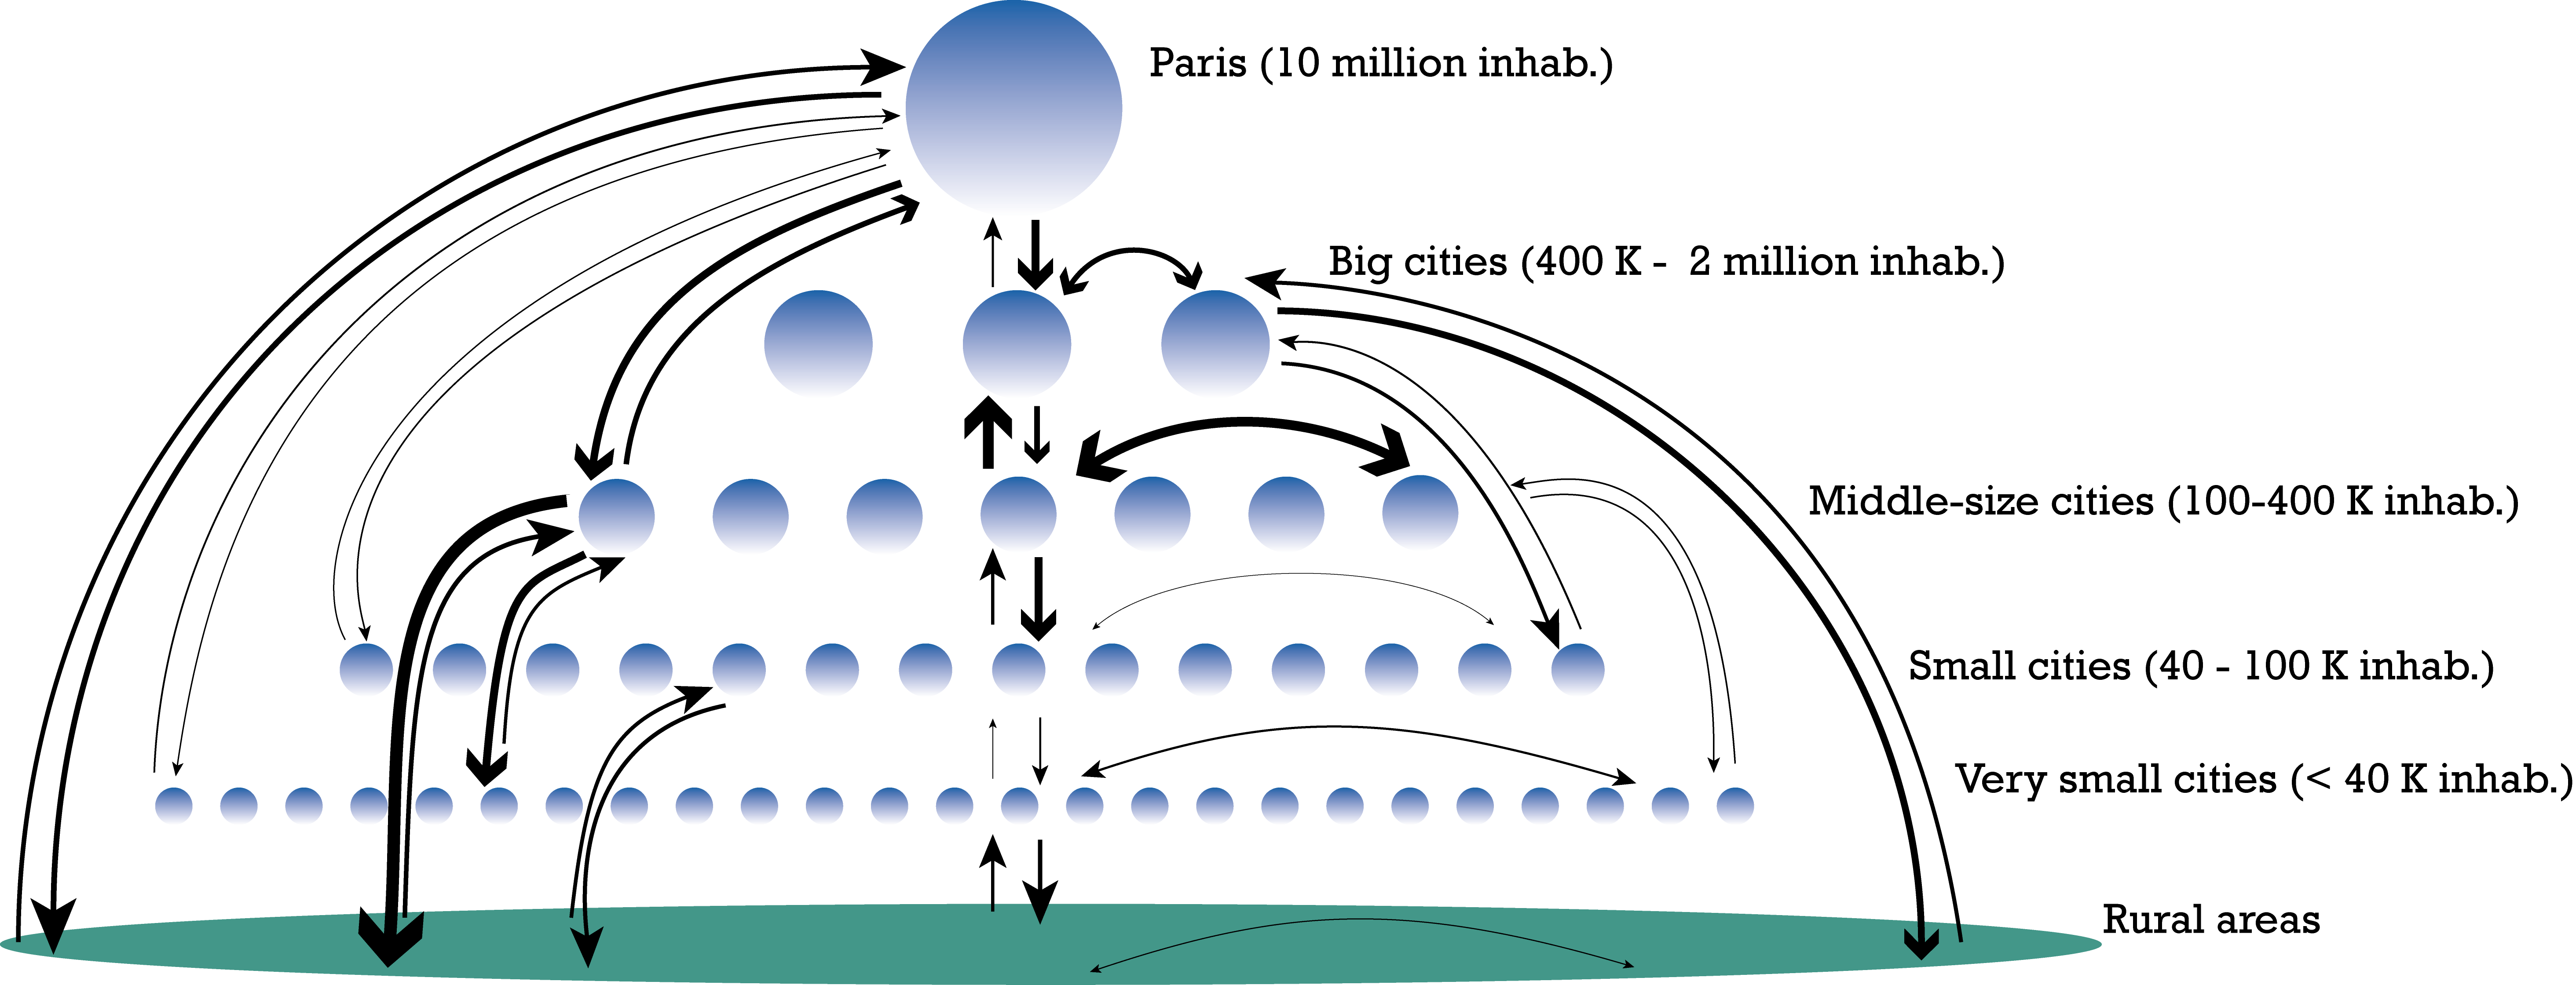 Paris (10 million inhab.)
Big cities (400 K -  2 million inhab.)
Middle-size cities (100-400 K inhab.)
Small cities (40 - 100 K inhab.)
Very small cities (< 40 K inhab.)
Rural areas